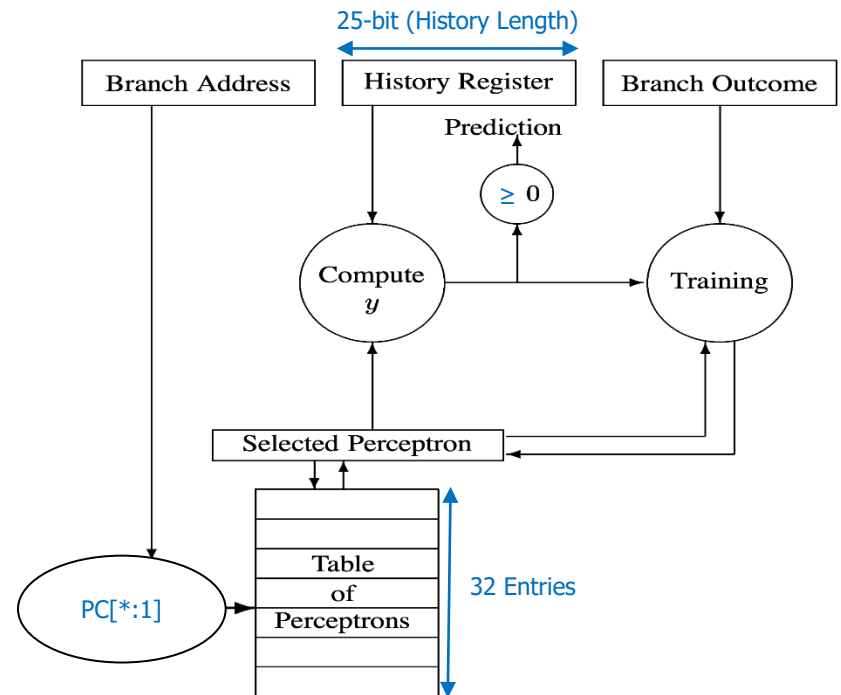 25-bit (History Length)
Branch Address
History Register
Branch Outcome
Prediction
≥ 0
Compute
y
Training
Selected Perceptron
Table
of
Perceptrons
32 Entries
PC[*:1]